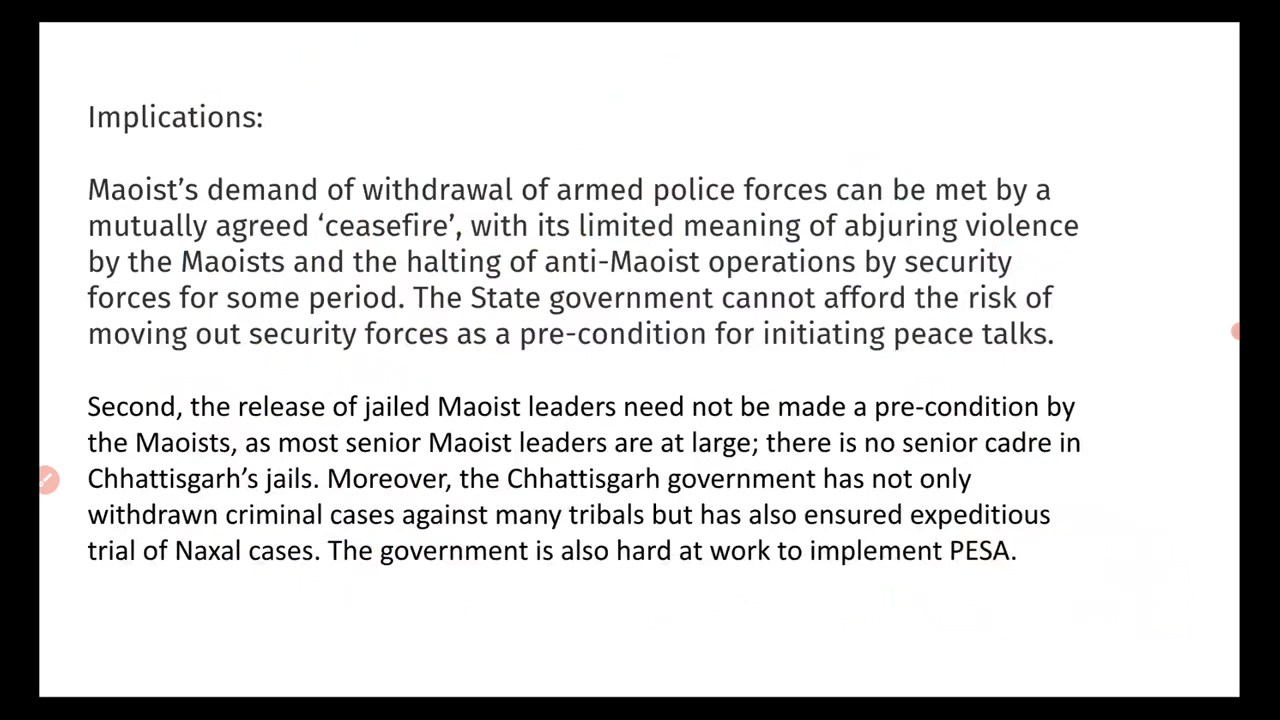 Implications:
Maoist’s demand of withdrawal of armed police forces can be met by a
mutually agreed ‘ceasefire’, with its limited meaning of abjuring violence
by the Maoists and the halting of anti-Maoist operations by security
forces for some period. The State government cannot afford the risk of
moving out security forces as a pre-condition for initiating peace talks.
Second, the release of jailed Maoist leaders need not be made a pre-condition by
the Maoists, as most senior Maoist leaders are at large; there is no senior cadre in
Chhattisgarh’s jails. Moreover, the Chhattisgarh government has not only
withdrawn criminal cases against many tribals but has also ensured expeditious
trial of Naxal cases. The government is also hard at work to implement PESA.